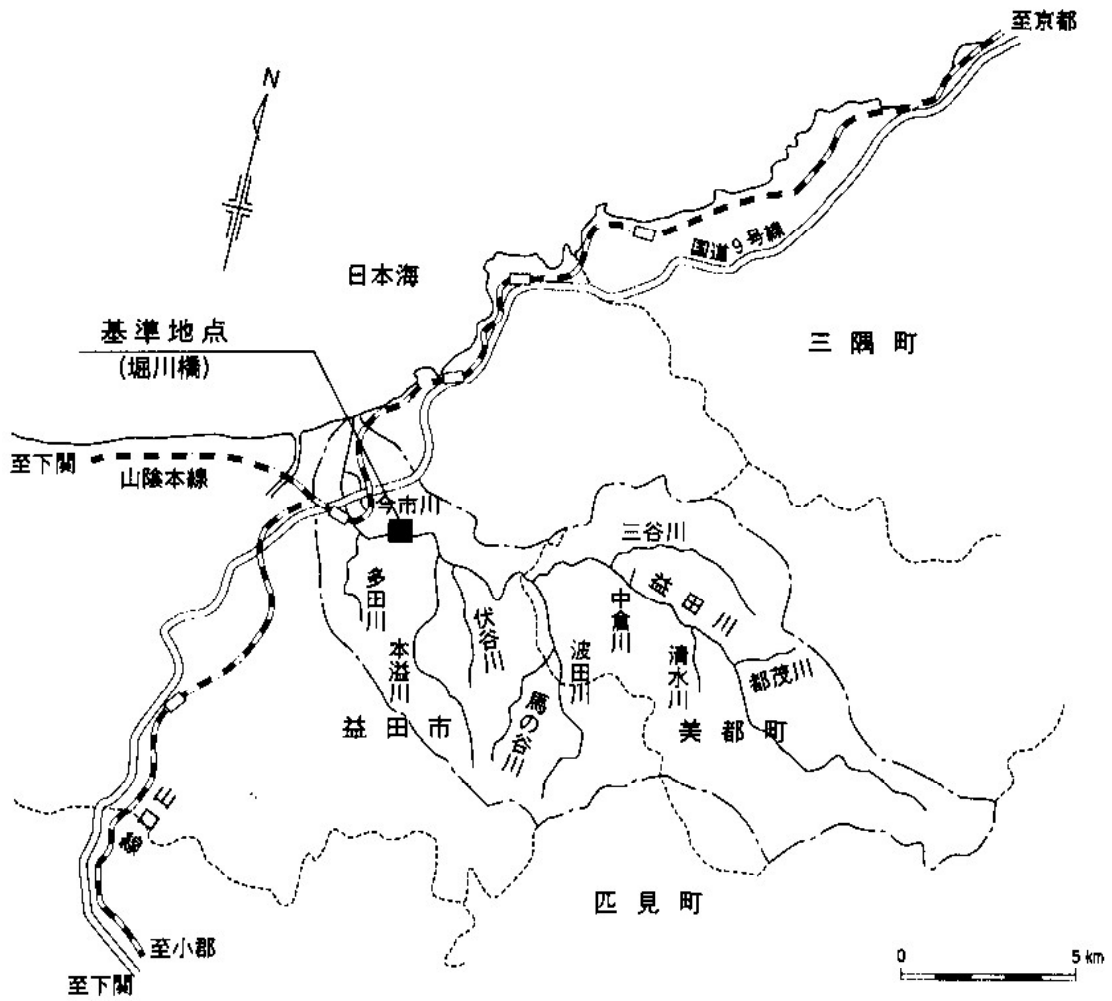 至京都
N
国道9号線
日本海
基準地点
(堀川橋)
三隅町
至下関
山陰本線
今市川
三谷川
益田川
多田川
伏谷川
中倉川
本溢川
波田川
清水川
都茂川
馬の谷川
益田市
美都町
山口線
匹見町
至小郡
至下関
0 5 km